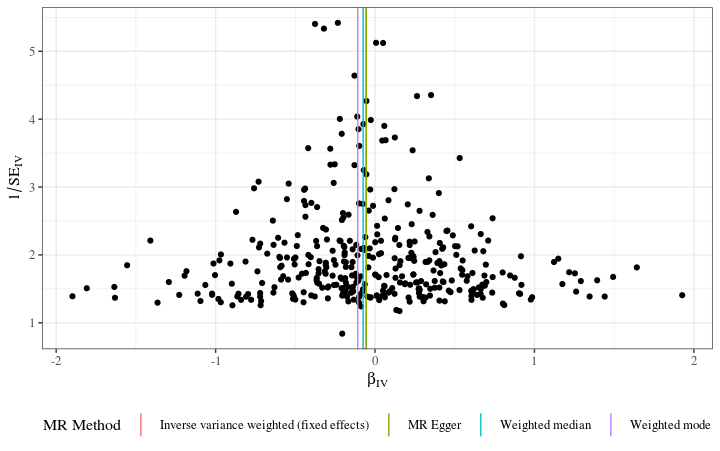 5
4
3
2
1
1/SE_IV
-2
-1
0
1
2
β_IV
MR Method
Inverse variance weighted (fixed effects)
MR Egger
Weighted median
Weighted mode